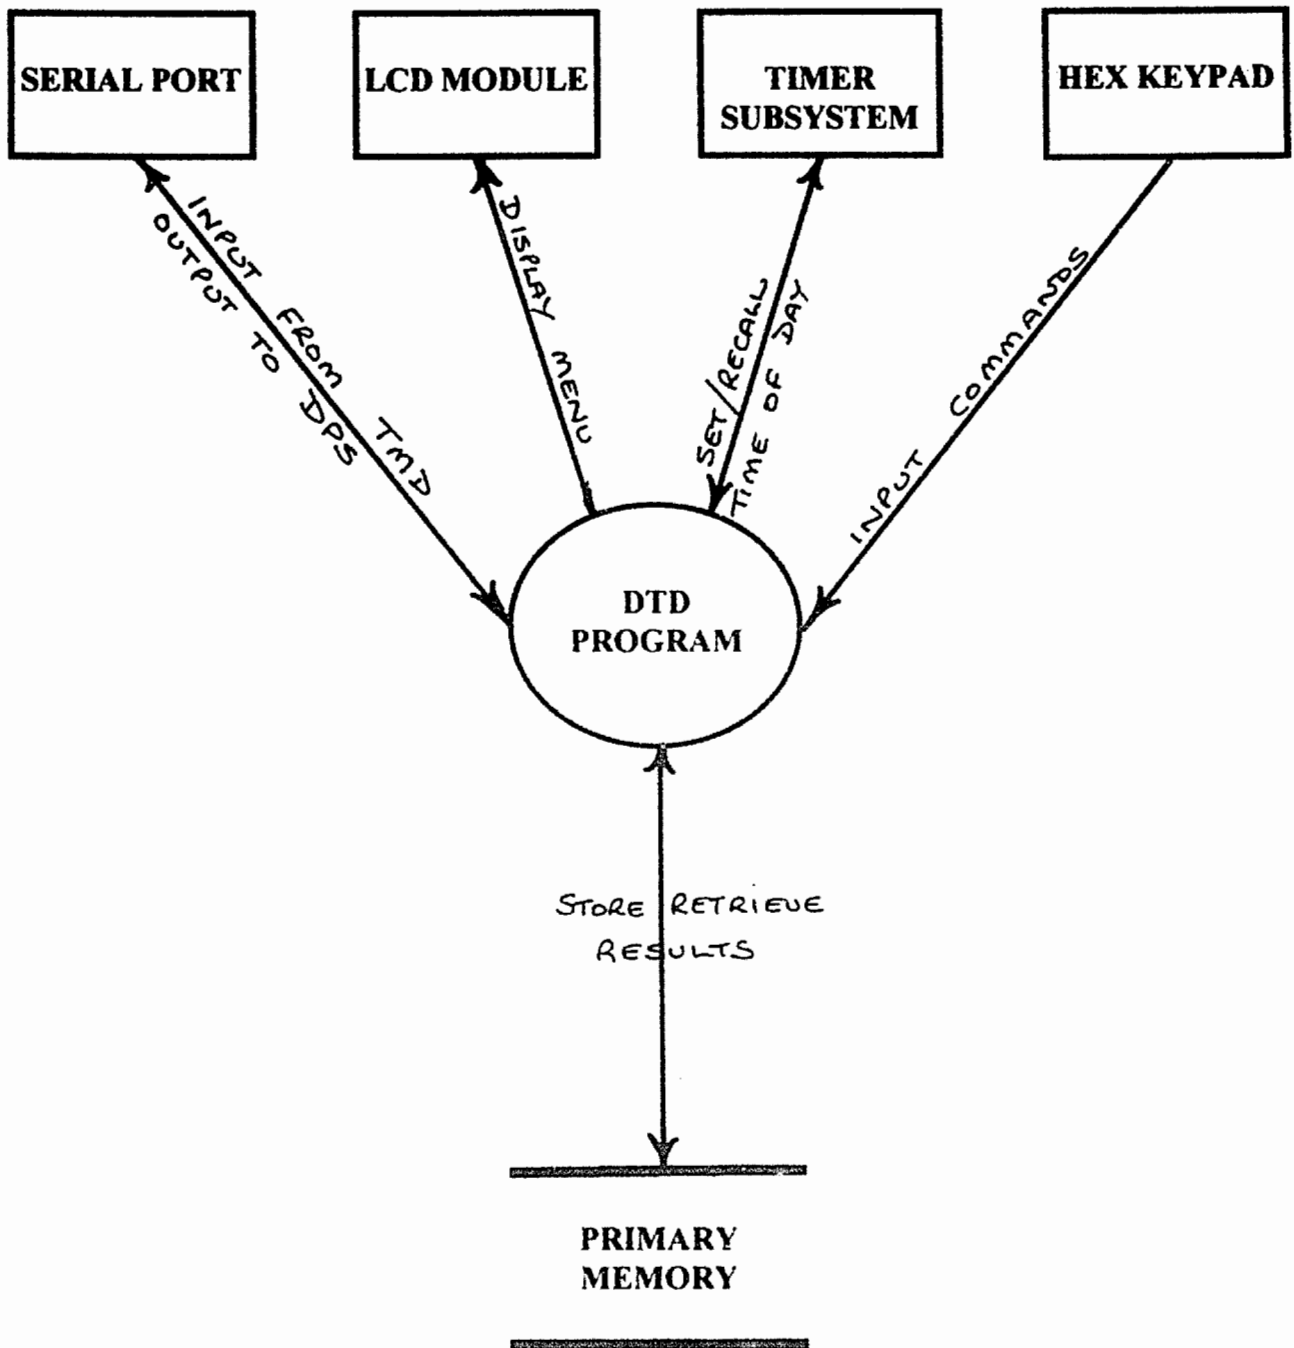 SERIAL PORT
LCD MODULE
TIMER
SUBSYSTEM
HEX KEYPAD
INPUT FROM TMD
OUTPUT TO DPS
DISPLAY MENU
SET/RECALL
TIME OF DAY
INPUT COMMANDS
DTD
PROGRAM
STORE RETRIEVE
RESULTS
PRIMARY
MEMORY